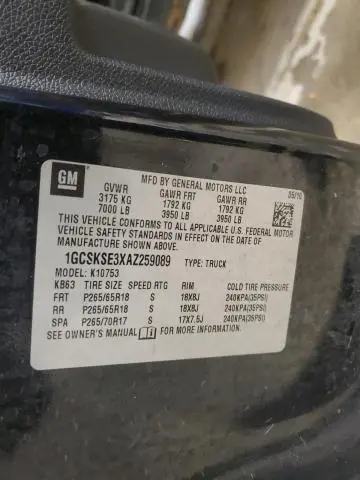 GM
MFD BY GENERAL MOTORS LLC
05/10
GVWR GAWR FRT GAWR RR
3175 KG 1792 KG 1792 KG
7000 LB 3950 LB 3950 LB
THIS VEHICLE CONFORMS TO ALL APPLICABLE U.S. FEDERAL MOTOR
VEHICLE SAFETY STANDARDS IN EFFECT ON THE DATE OF
MANUFACTURE SHOWN ABOVE.
1GCSKSE3XAZ259089 TYPE: TRUCK
MODEL: K10753
KB63 TIRE SIZE SPEED RTG RIM COLD TIRE PRESSURE
FRT P265/65R18 S 18X8J 240KPA(35PSI)
RR P265/65R18 S 18X8J 240KPA(35PSI)
SPA P265/70R17 S 17X7.5J 240KPA(35PSI)
SEE OWNER'S MANUAL FOR MORE INFORMATION